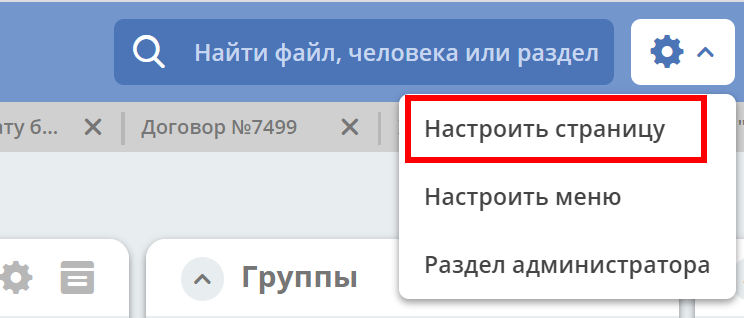 Найти файл, человека или раздел
ату б...
Договор №7499
Настроить страницу
Настроить меню
Раздел администратора
Группы